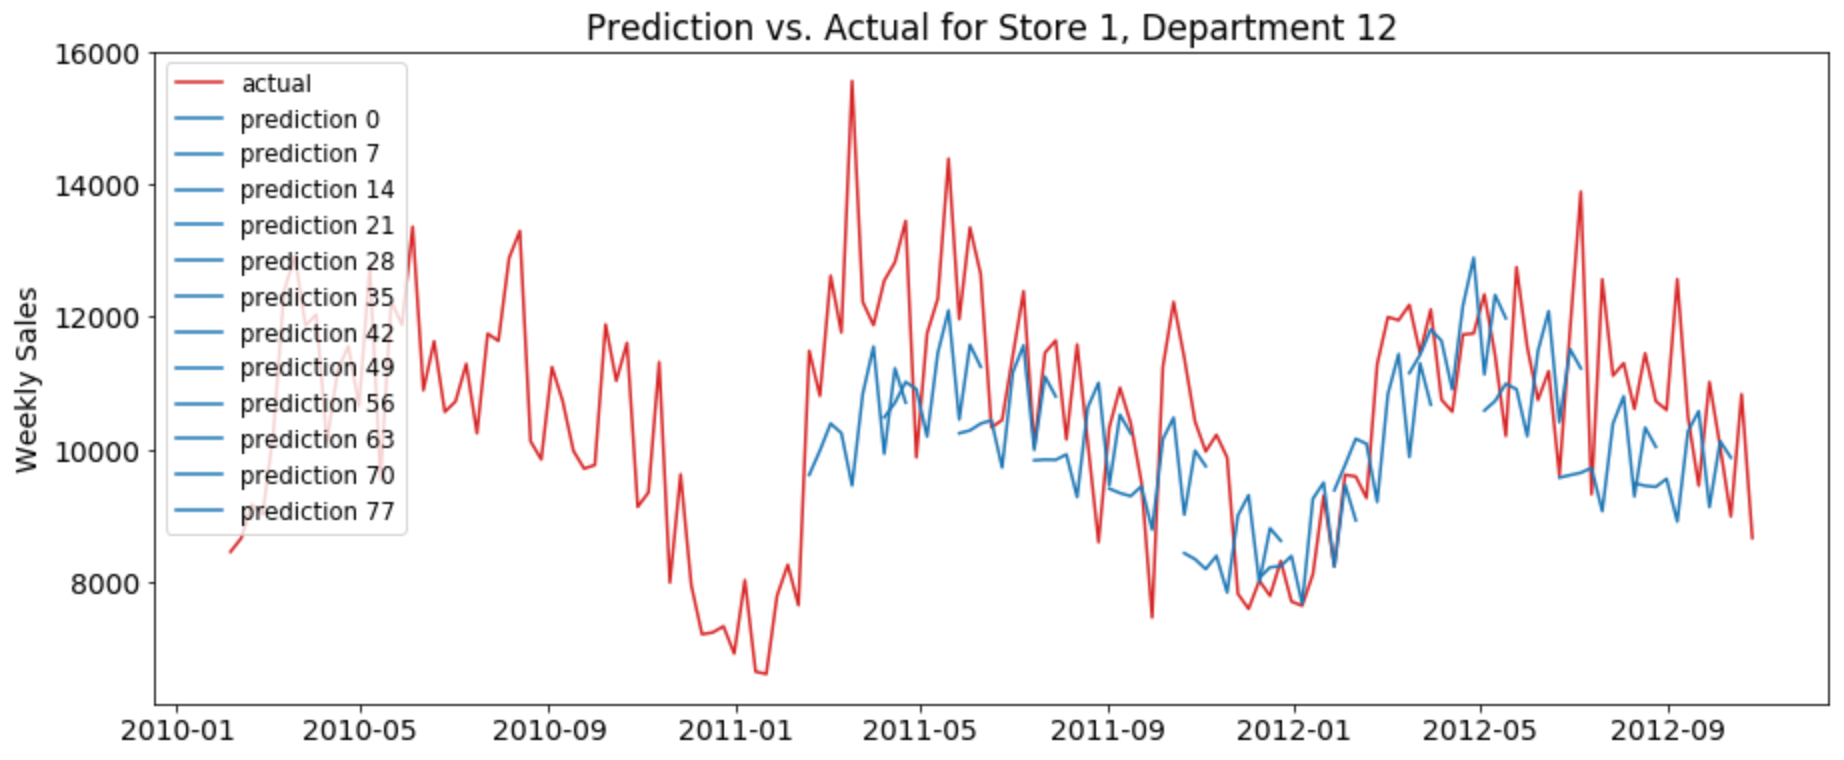 Prediction vs. Actual for Store 1, Department 12
16000
14000
12000
10000
8000
Weekly Sales
actual
prediction 0
prediction 7
prediction 14
prediction 21
prediction 28
prediction 35
prediction 42
prediction 49
prediction 56
prediction 63
prediction 70
prediction 77
2010-01 2010-05 2010-09 2011-01 2011-05 2011-09 2012-01 2012-05 2012-09